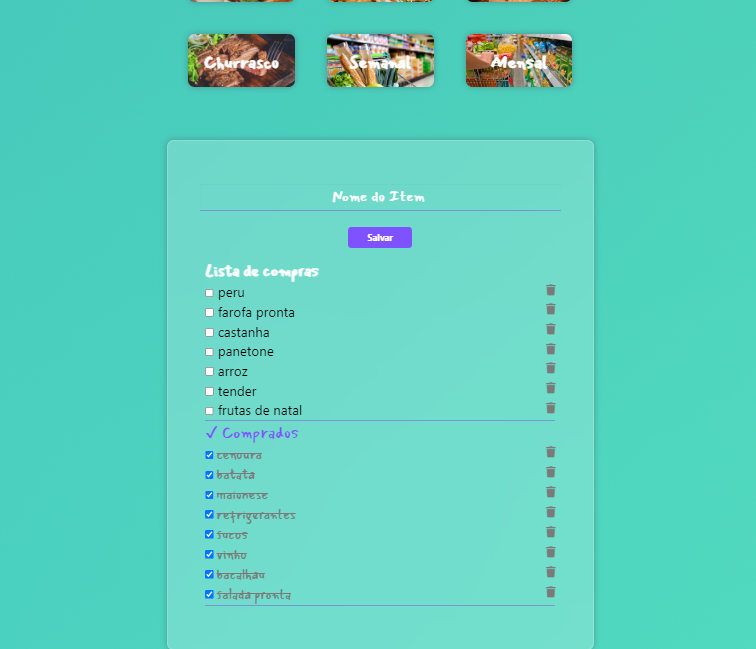 Churrasco
Semanal
Mensal
Nome do Item
Salvar
Lista de compras
peru
farofa pronta
castanha
panetone
arroz
tender
frutas de natal
✓ Comprados
cenoura
batata
maionese
refrigerantes
sucos
vinho
bacalhau
salada pronta